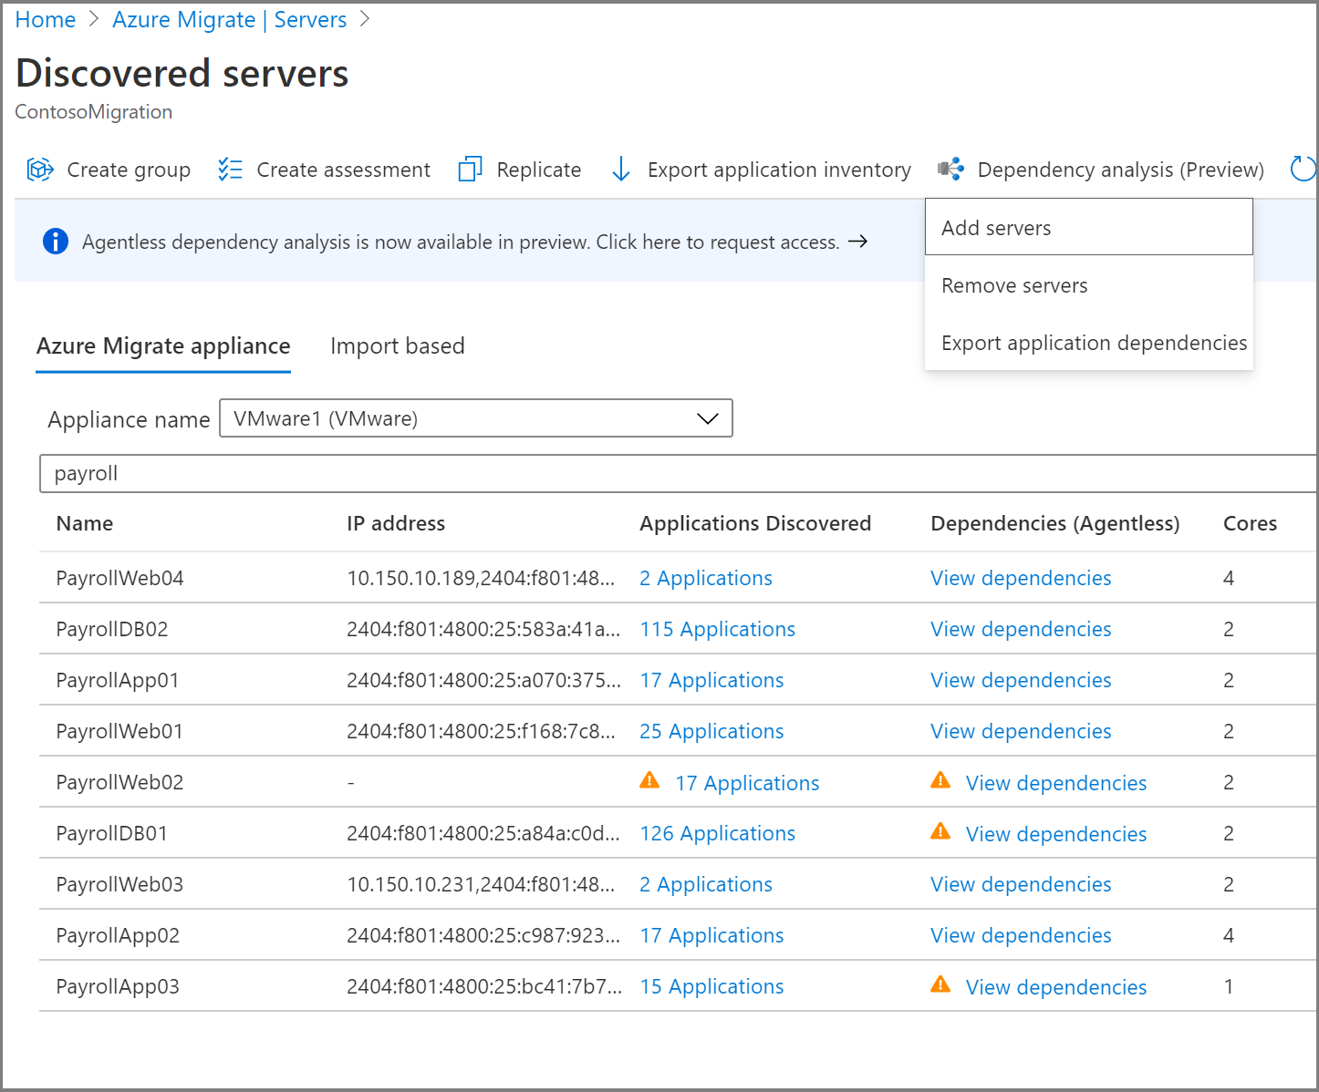 Home > Azure Migrate | Servers >
Discovered servers
ContosoMigration
Create group Create assessment Replicate Export application inventory Dependency analysis (Preview)
Agentless dependency analysis is now available in preview. Click here to request access. →
Add servers
Remove servers
Export application dependencies
Azure Migrate appliance Import based
Appliance name VMware1 (VMware)
payroll
Name IP address Applications Discovered Dependencies (Agentless) Cores
PayrollWeb04 10.150.10.189,2404:f801:48... 2 Applications View dependencies 4
PayrollDB02 2404:f801:4800:25:583a:41a... 115 Applications View dependencies 2
PayrollApp01 2404:f801:4800:25:a070:375... 17 Applications View dependencies 2
PayrollWeb01 2404:f801:4800:25:f168:7c8... 25 Applications View dependencies 2
PayrollWeb02 - 17 Applications View dependencies 2
PayrollDB01 2404:f801:4800:25:a84a:c0d... 126 Applications View dependencies 2
PayrollWeb03 10.150.10.231,2404:f801:48... 2 Applications View dependencies 2
PayrollApp02 2404:f801:4800:25:c987:923... 17 Applications View dependencies 4
PayrollApp03 2404:f801:4800:25:bc41:7b7... 15 Applications View dependencies 1